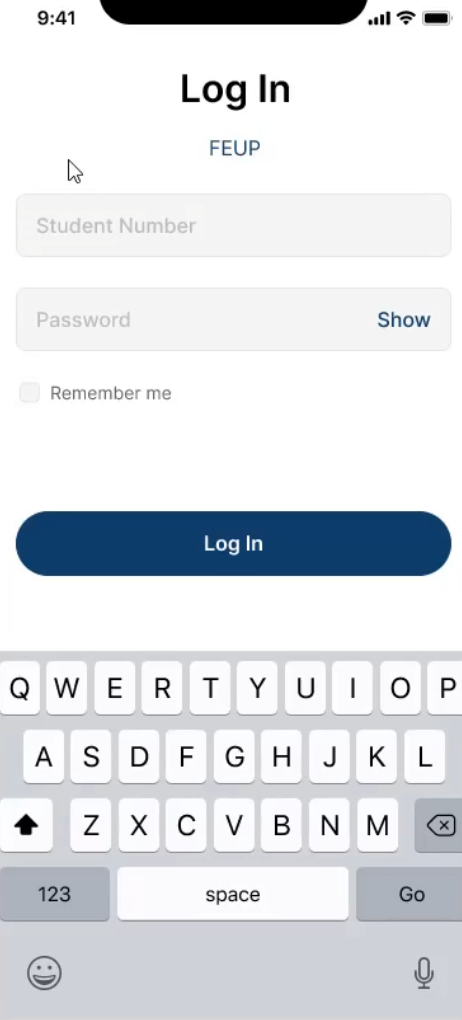 9:41
Log In
FEUP
Student Number
Password Show
Remember me
Log In
Q W E R T Y U I O P
A S D F G H J K L
Z X C V B N M
123 space Go